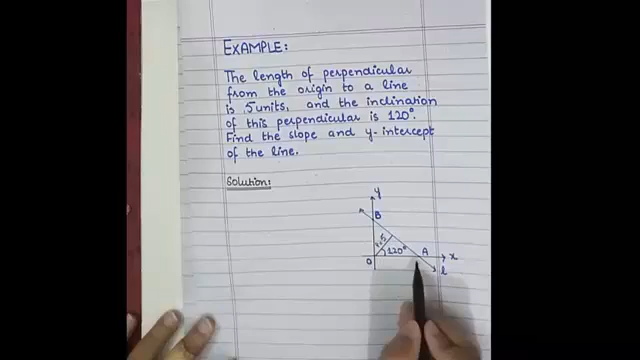 EXAMPLE:
The length of perpendicular
from the origin to a line
is 5units, and the inclination
of this perpendicular is 120°.
Find the slope and y-intercept
of the line.
Solution:
y
B
120°
A
x
O
l